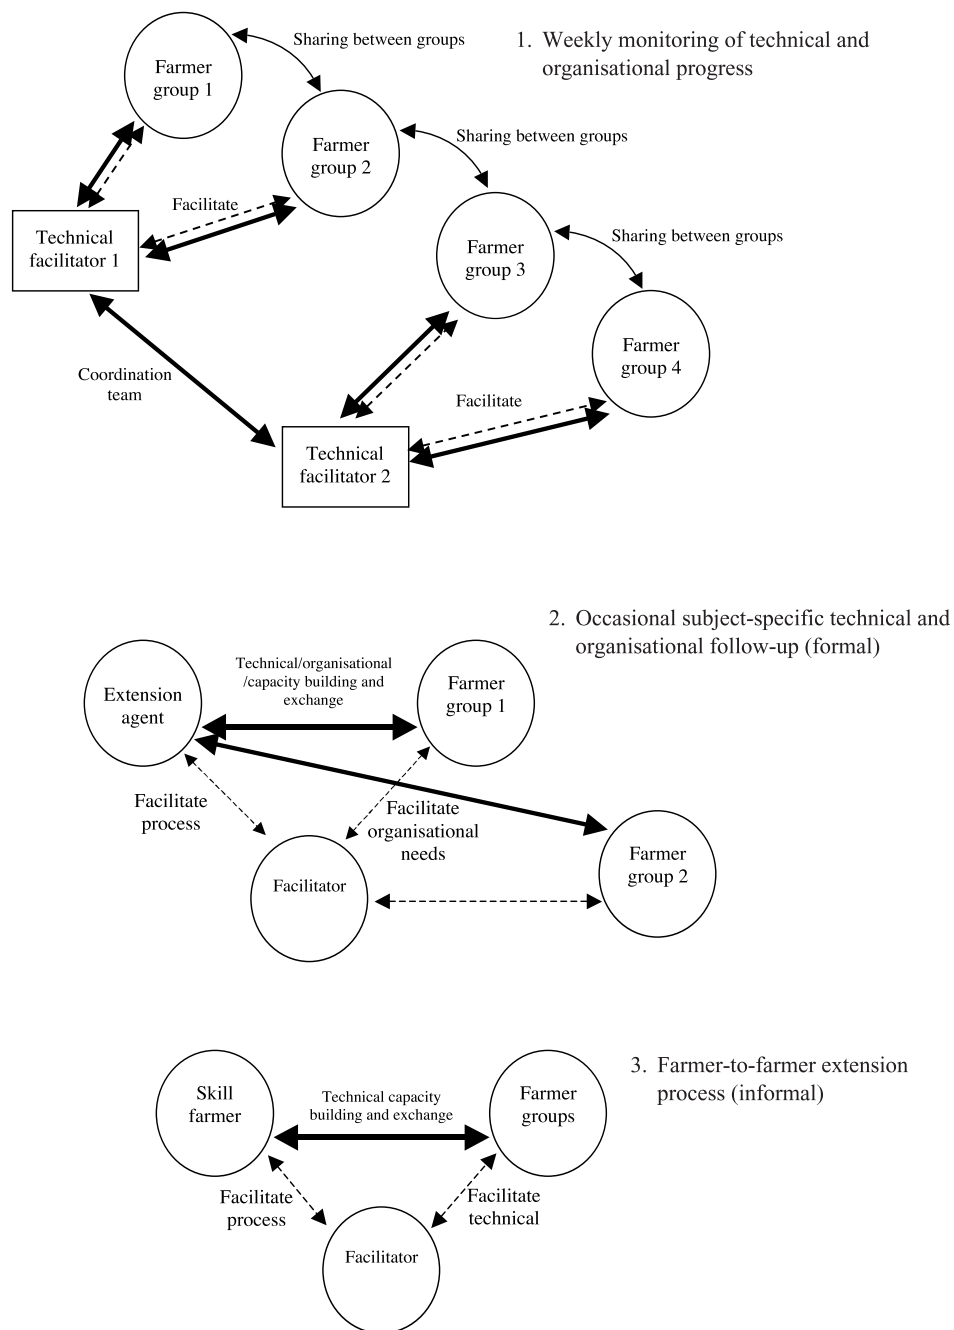 Farmer
group 1
Sharing between groups
1. Weekly monitoring of technical and
organisational progress
Farmer
group 2
Sharing between groups
Facilitate
Technical
facilitator 1
Farmer
group 3
Sharing between groups
Farmer
group 4
Coordination
team
Facilitate
Technical
facilitator 2
2. Occasional subject-specific technical and
organisational follow-up (formal)
Extension
agent
Technical/organisational
/capacity building and
exchange
Farmer
group 1
Facilitate
process
Facilitate
organisational
needs
Facilitator
Farmer
group 2
3. Farmer-to-farmer extension
process (informal)
Skill
farmer
Technical capacity
building and exchange
Farmer
groups
Facilitate
process
Facilitate
technical
Facilitator